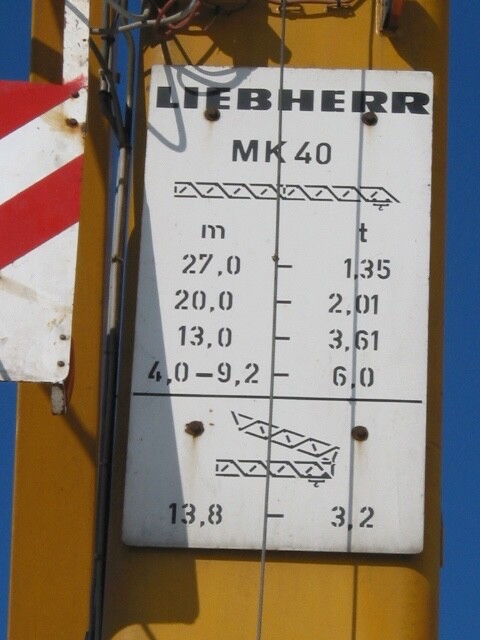 LIEBHERR
MK 40
m t
27,0 – 1,35
20,0 – 2,01
13,0 – 3,61
4,0 – 9,2 – 6,0
13,8 – 3,2